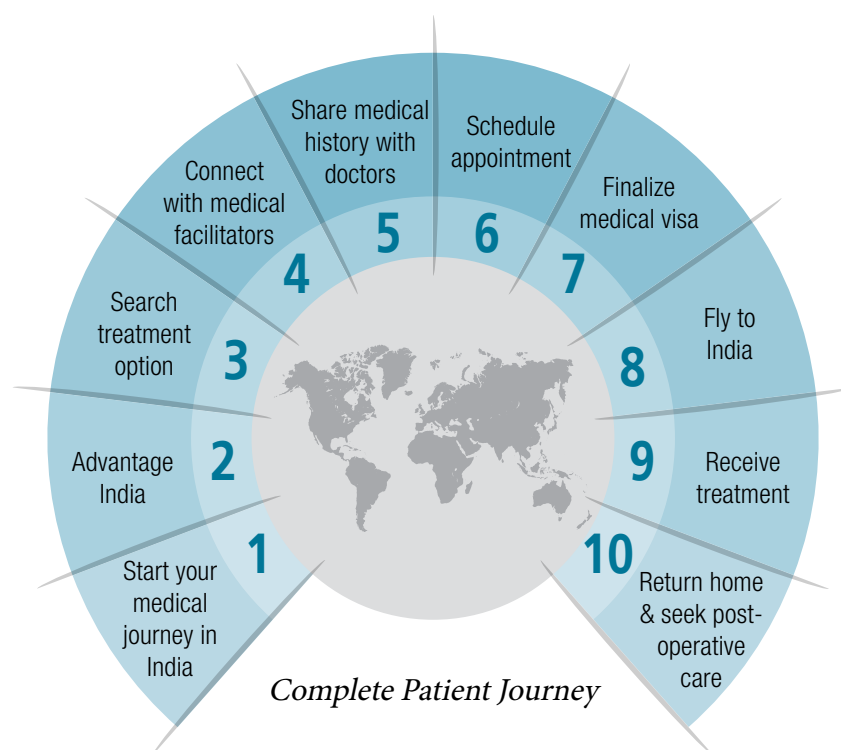 1
Start your
medical
journey in
India
2
Advantage
India
3
Search
treatment
option
4
Connect
with medical
facilitators
5
Share medical
history with
doctors
6
Schedule
appointment
7
Finalize
medical visa
8
Fly to
India
9
Receive
treatment
10
Return home
& seek post-
operative
care
Complete Patient Journey